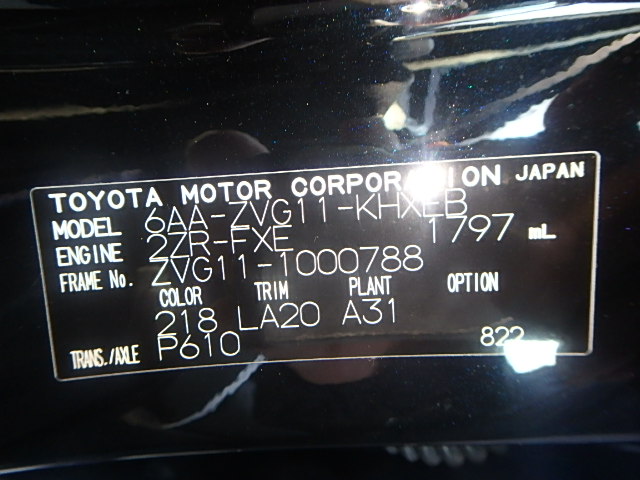 TOYOTA MOTOR CORPORATION JAPAN
MODEL 6AA-ZVG11-KHXEB
ENGINE 2ZR-FXE 1797 mL
FRAME No. ZVG11-1000788
COLOR TRIM PLANT OPTION
218 LA20 A31
TRANS./AXLE P610 822